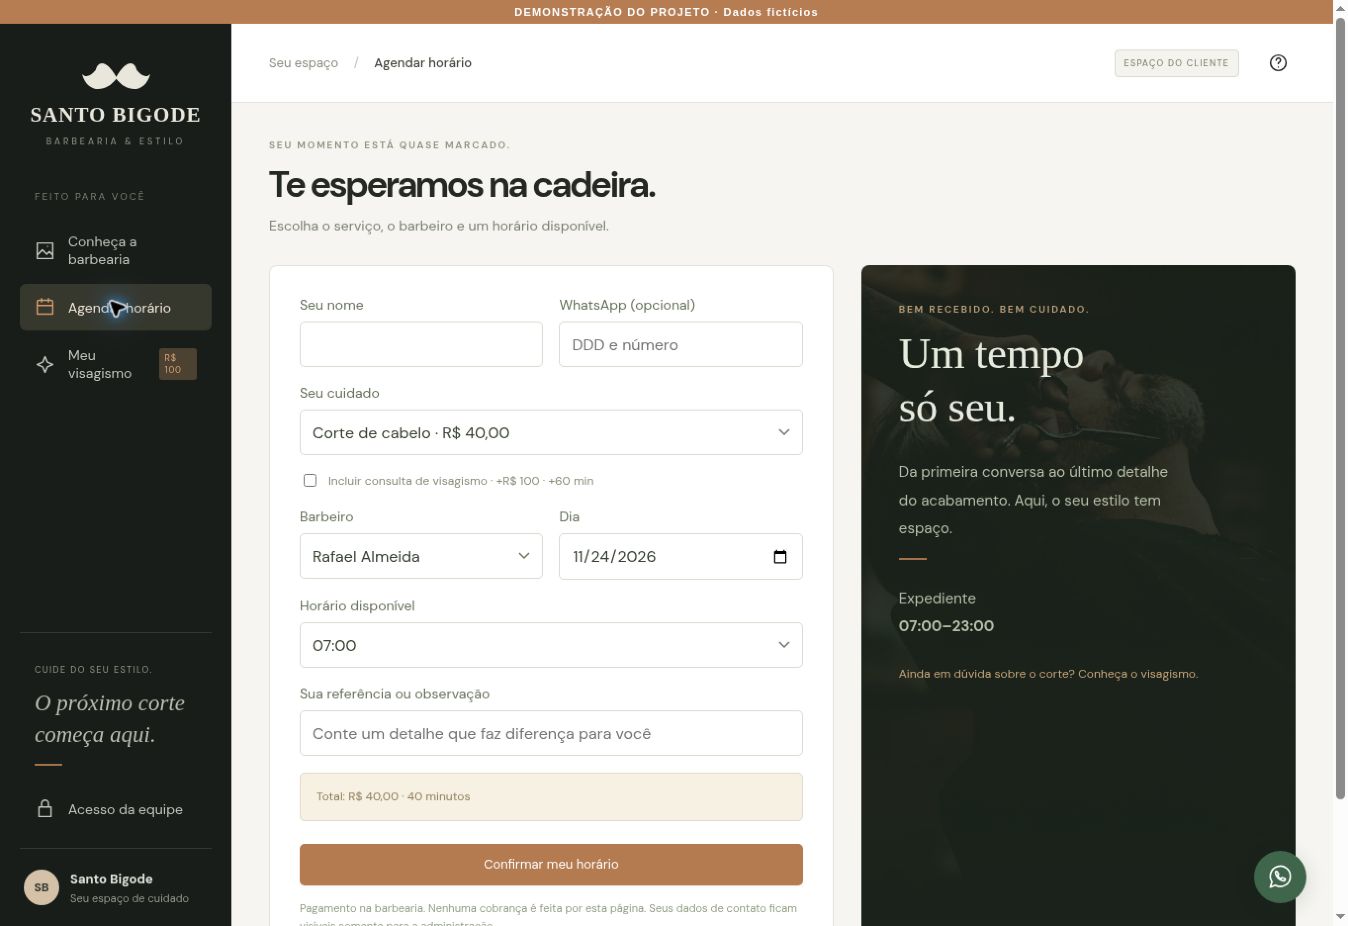 DEMONSTRAÇÃO DO PROJETO · Dados fictícios
SANTO BIGODE
BARBEARIA & ESTILO
FEITO PARA VOCÊ
Conheça a
barbearia
Agendar horário
Meu
visagismo
R$
100
CUIDE DO SEU ESTILO.
O próximo corte
começa aqui.
Acesso da equipe
SB
Santo Bigode
Seu espaço de cuidado
Seu espaço / Agendar horário
ESPAÇO DO CLIENTE
SEU MOMENTO ESTÁ QUASE MARCADO.
Te esperamos na cadeira.
Escolha o serviço, o barbeiro e um horário disponível.
Seu nome
WhatsApp (opcional)
DDD e número
Seu cuidado
Corte de cabelo · R$ 40,00
Incluir consulta de visagismo · +R$ 100 · +60 min
Barbeiro
Dia
Rafael Almeida
11/24/2026
Horário disponível
07:00
Sua referência ou observação
Conte um detalhe que faz diferença para você
Total: R$ 40,00 · 40 minutos
Confirmar meu horário
Pagamento na barbearia. Nenhuma cobrança é feita por esta página. Seus dados de contato ficam
BEM RECEBIDO. BEM CUIDADO.
Um tempo
só seu.
Da primeira conversa ao último detalhe
do acabamento. Aqui, o seu estilo tem
espaço.
Expediente
07:00–23:00
Ainda em dúvida sobre o corte? Conheça o visagismo.